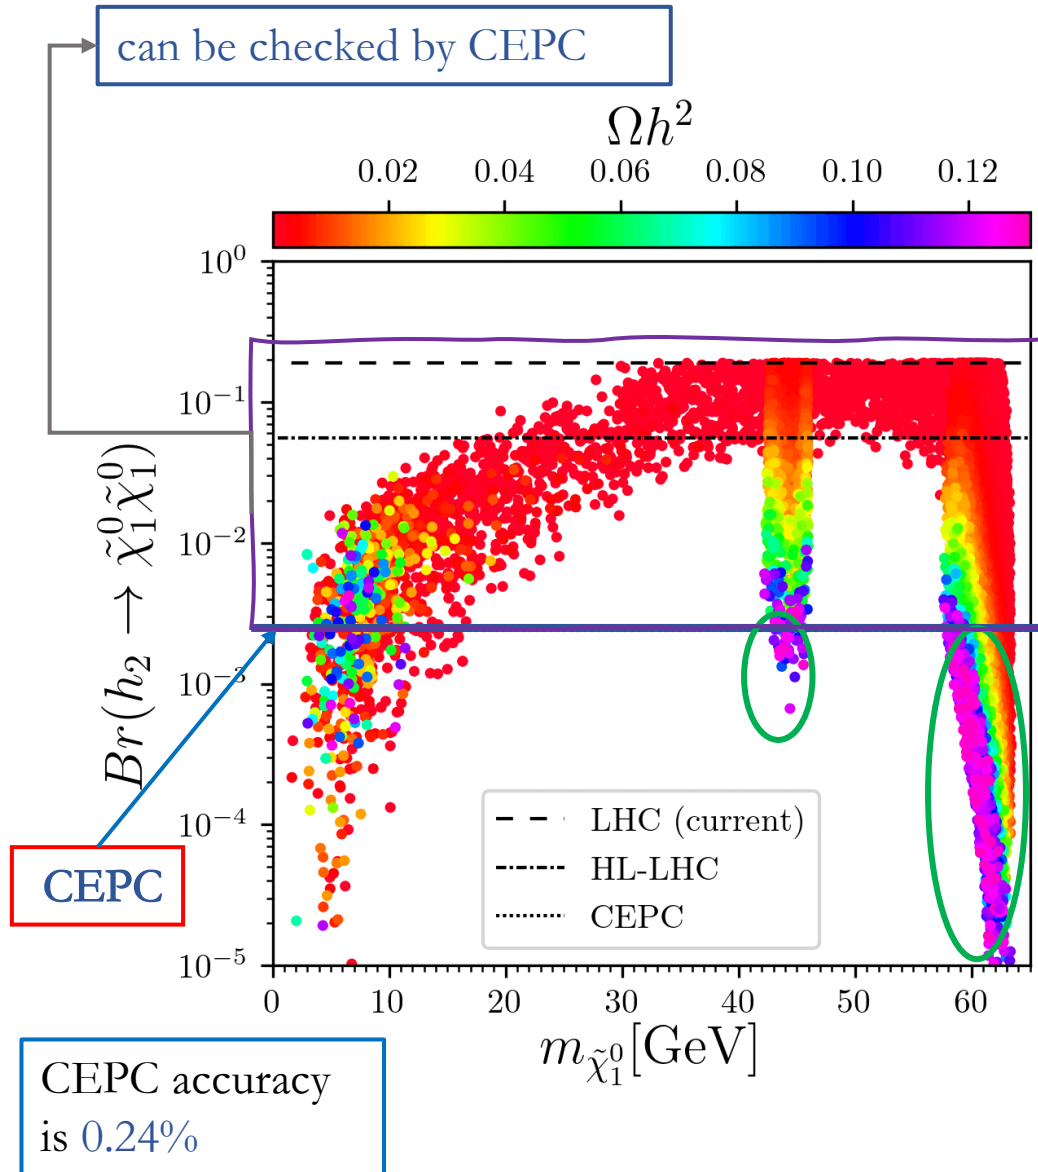 can be checked by CEPC
Ωh²
0.02 0.04 0.06 0.08 0.10 0.12
10⁰
10⁻¹
10⁻²
10⁻³
10⁻⁴
10⁻⁵
Br(h₂ → χ̃₁⁰χ̃₁⁰)
LHC (current)
HL-LHC
CEPC
CEPC
0 10 20 30 40 50 60
m_χ̃₁⁰[GeV]
CEPC accuracy
is 0.24%